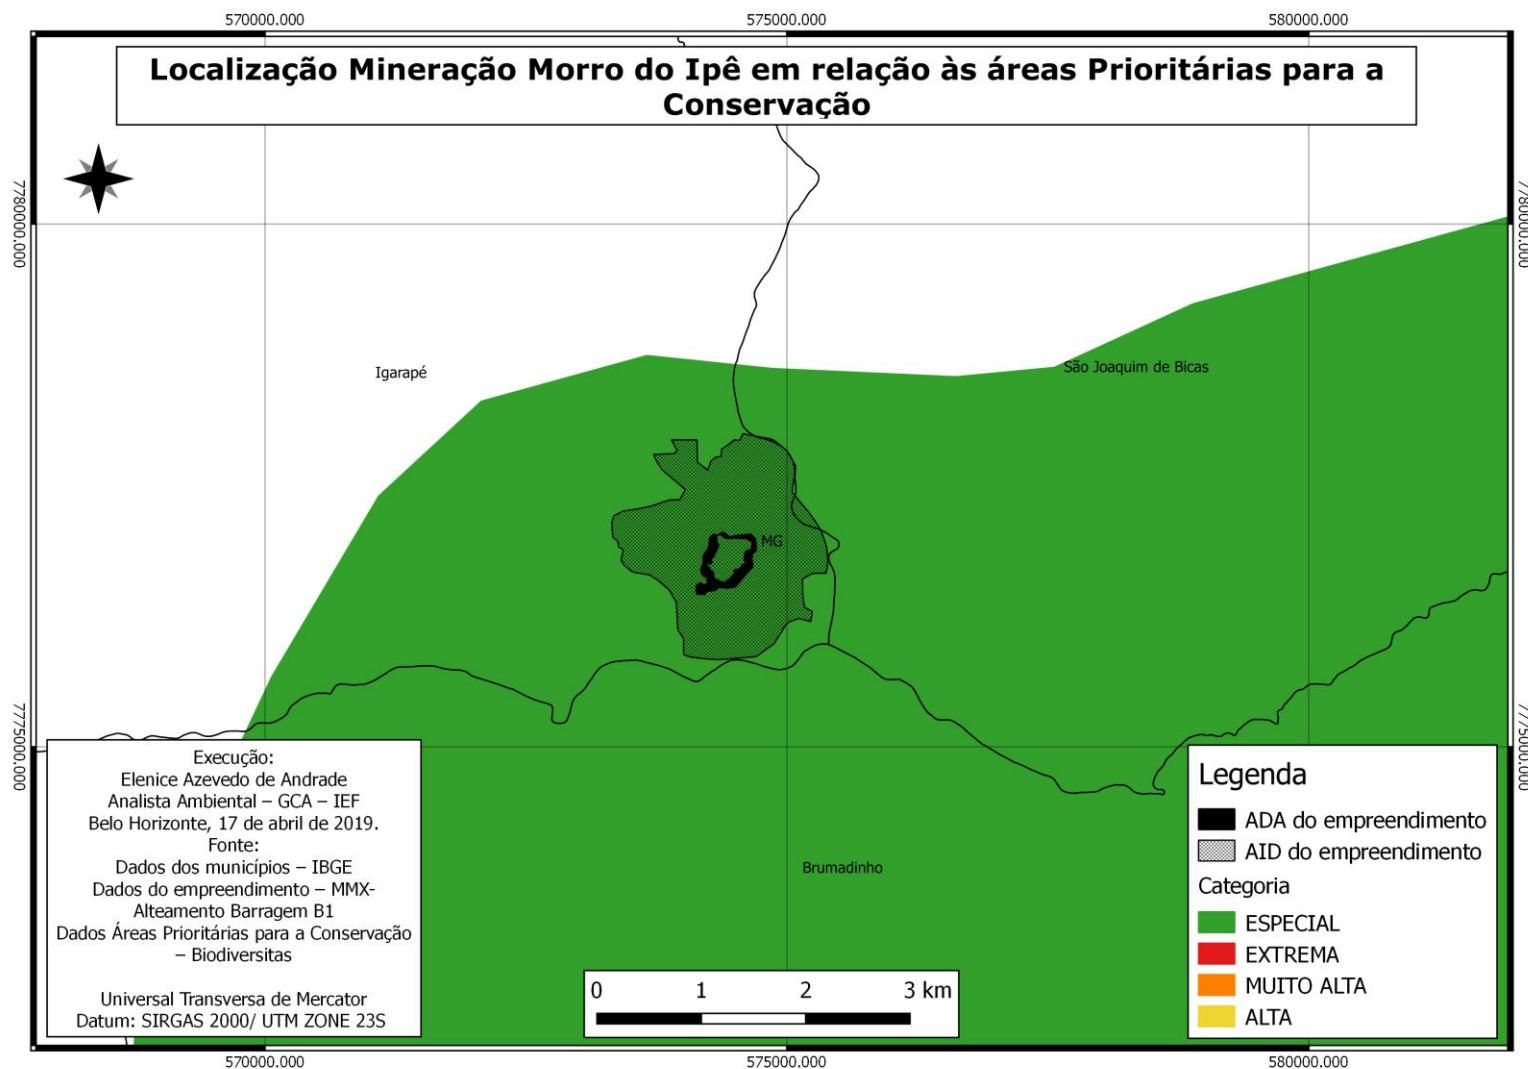 570000.000
575000.000
580000.000
Localização Mineração Morro do Ipê em relação às áreas Prioritárias para a
Conservação
7780000.000
7780000.000
Igarapé
São Joaquim de Bicas
MG
7775000.000
7775000.000
Execução:
Elenice Azevedo de Andrade
Analista Ambiental – GCA – IEF
Belo Horizonte, 17 de abril de 2019.
Fonte:
Dados dos municípios – IBGE
Dados do empreendimento – MMX-
Alteamento Barragem B1
Dados Áreas Prioritárias para a Conservação
– Biodiversitas
Universal Transversa de Mercator
Datum: SIRGAS 2000/ UTM ZONE 23S
Brumadinho
0 1 2 3 km
Legenda
ADA do empreendimento
AID do empreendimento
Categoria
ESPECIAL
EXTREMA
MUITO ALTA
ALTA
570000.000
575000.000
580000.000